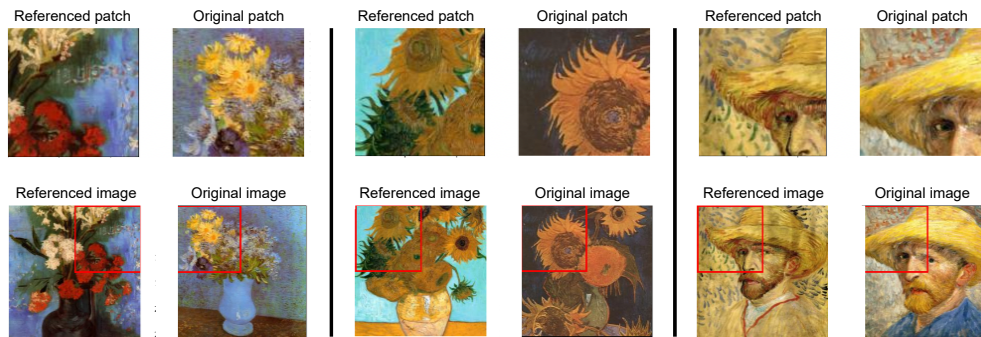 Referenced patch Original patch Referenced patch Original patch Referenced patch Original patch
Referenced image Original image Referenced image Original image Referenced image Original image